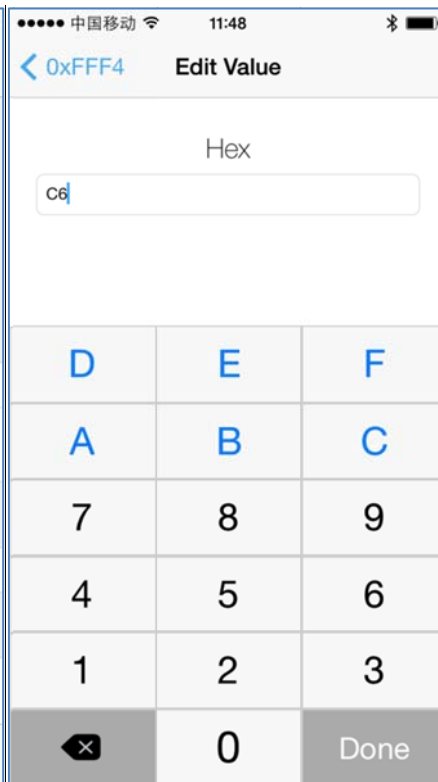 中国移动 11:48
0xFFF4 Edit Value
Hex
C6
D E F
A B C
7 8 9
4 5 6
1 2 3
0 Done